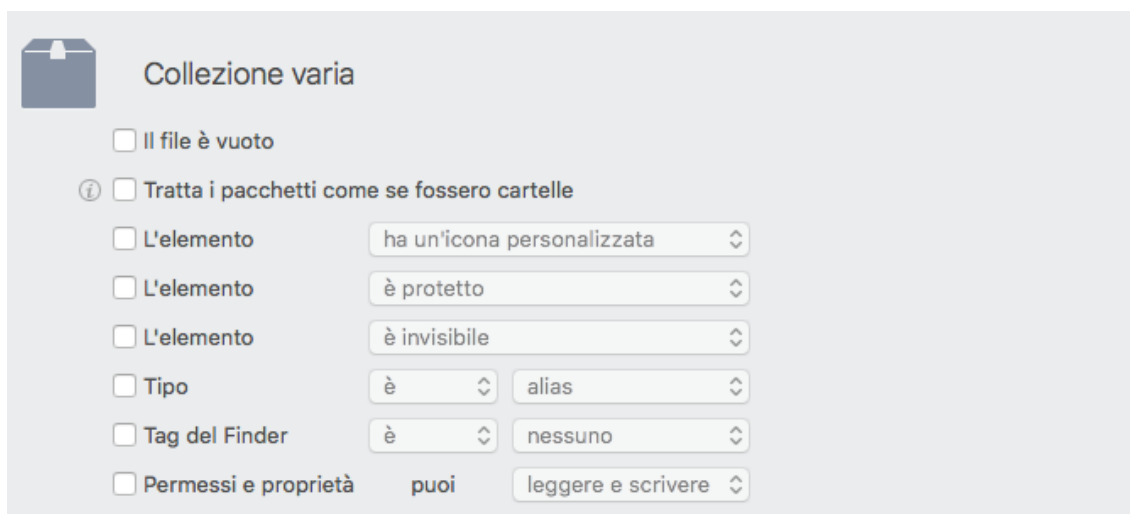 Collezione varia
Il file è vuoto
Tratta i pacchetti come se fossero cartelle
L'elemento ha un'icona personalizzata
L'elemento è protetto
L'elemento è invisibile
Tipo è alias
Tag del Finder è nessuno
Permessi e proprietà puoi leggere e scrivere